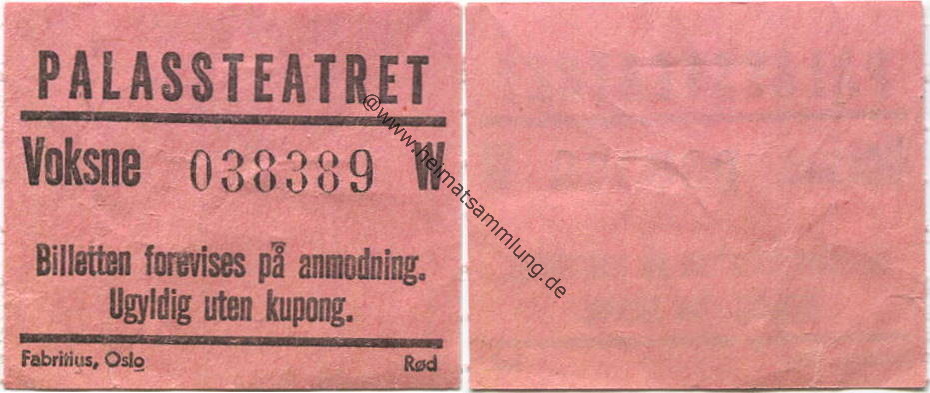 PALASSTEATRET
Voksne 038389 W
Billetten forevises på anmodning.
Ugyldig uten kupong.
Fabritius, Oslo Rød
@www.heimatsammlung.de